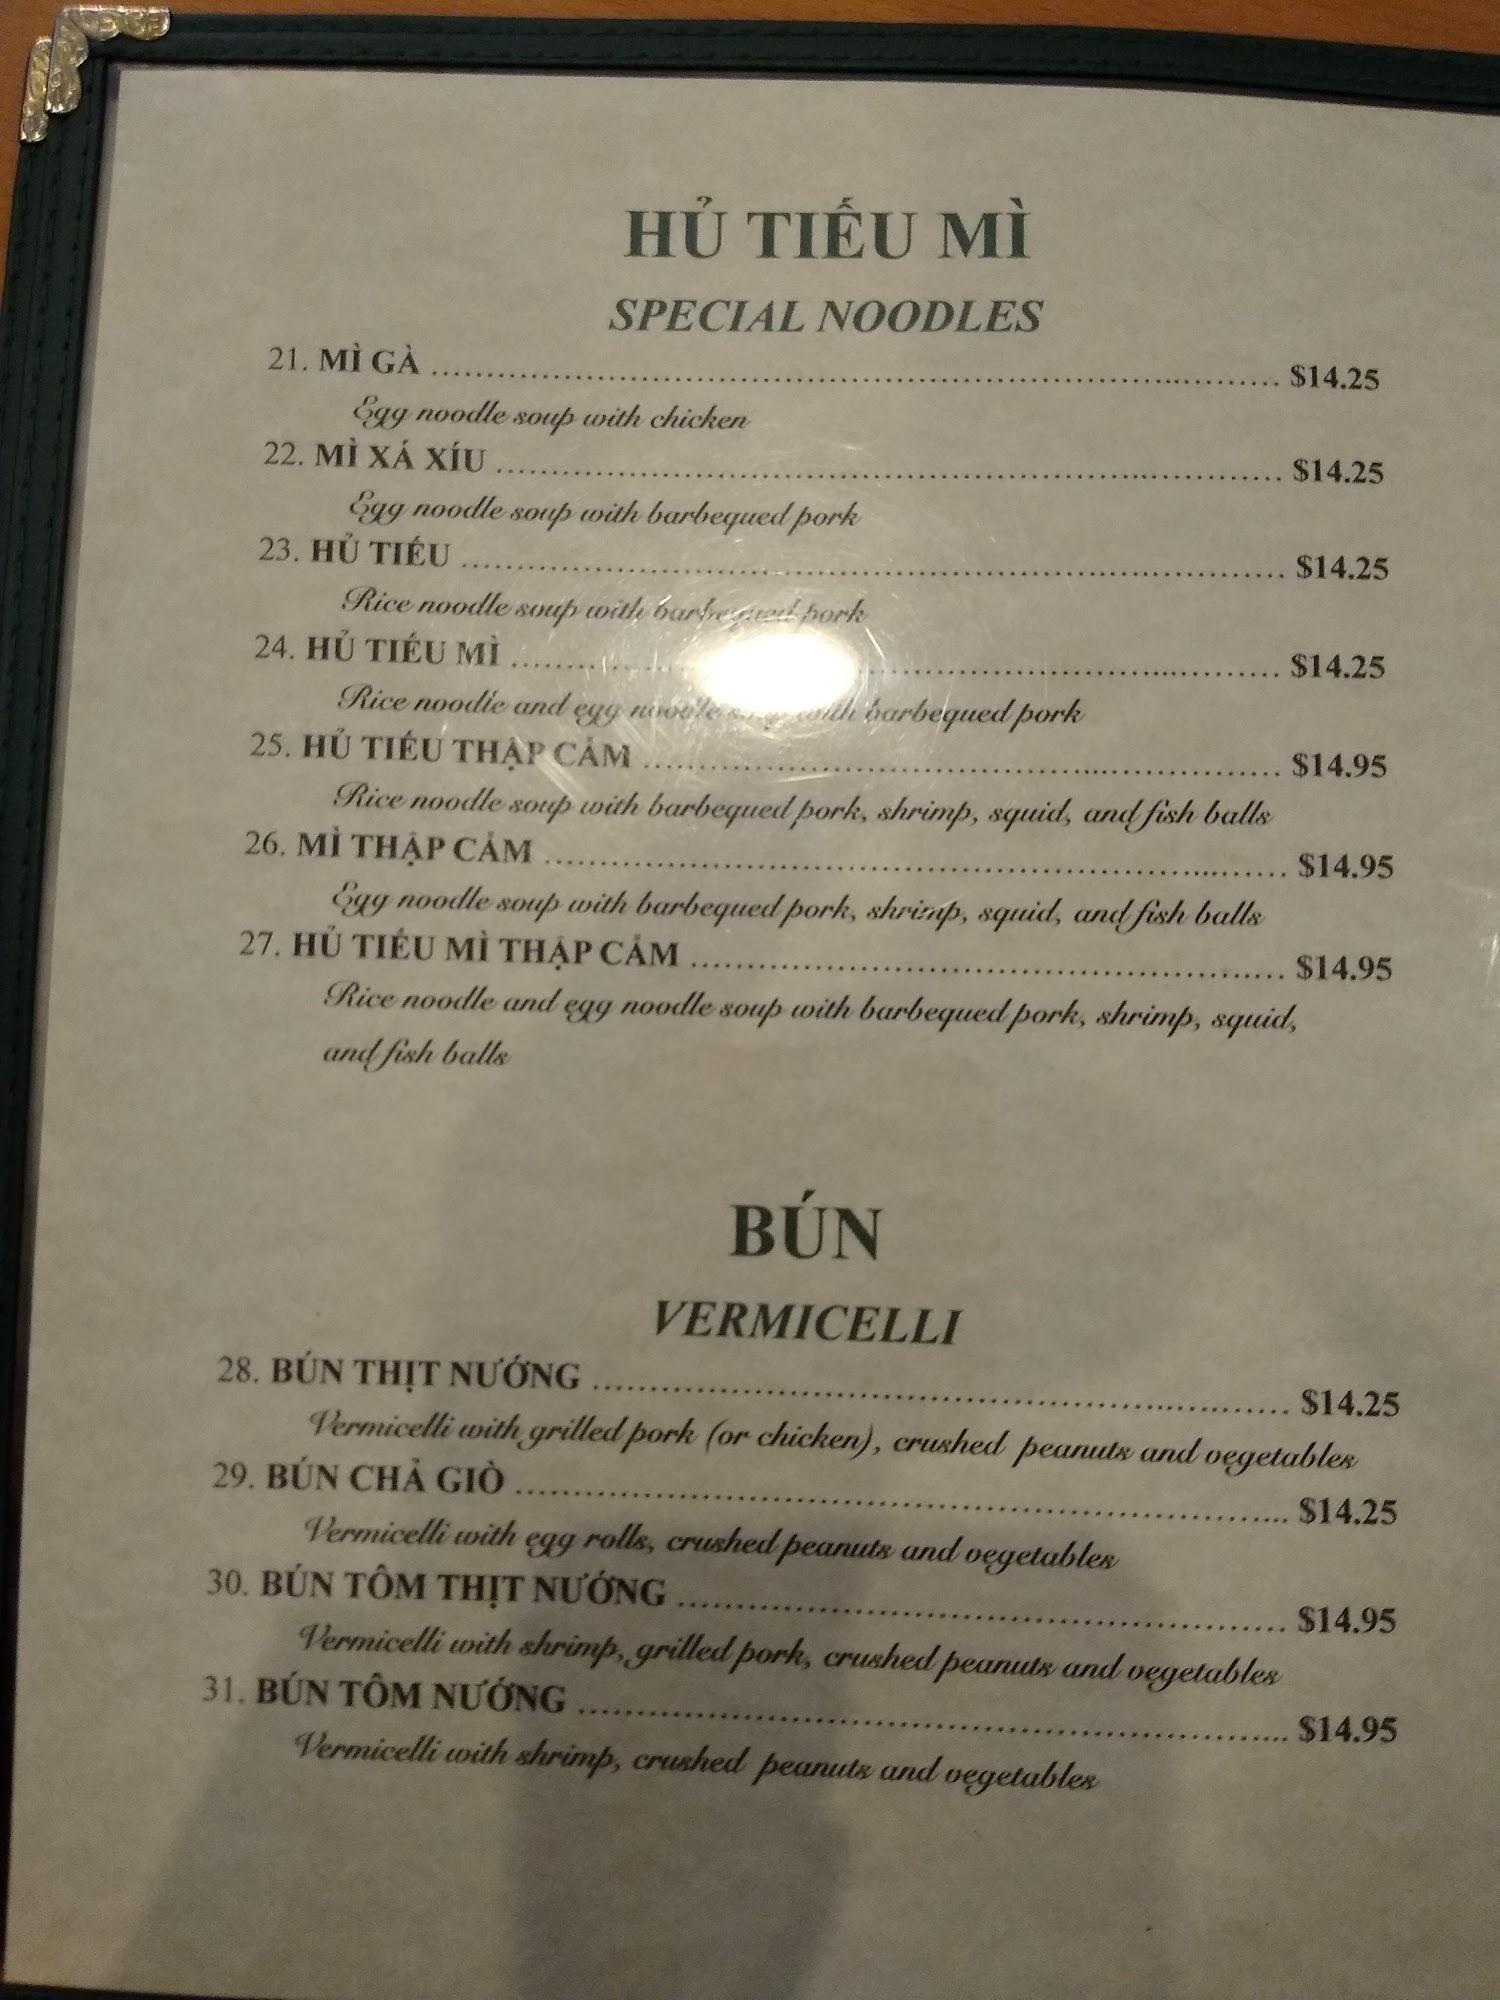 HỦ TIẾU MÌ
SPECIAL NOODLES
21. MÌ GÀ ........................................ $14.25
Egg noodle soup with chicken
22. MÌ XÁ XÍU ........................................ $14.25
Egg noodle soup with barbequed pork
23. HỦ TIẾU ........................................ $14.25
Rice noodle soup with barbequed pork
24. HỦ TIẾU MÌ ........................................ $14.25
Rice noodle and egg noodle soup with barbequed pork
25. HỦ TIẾU THẬP CẨM ........................................ $14.95
Rice noodle soup with barbequed pork, shrimp, squid, and fish balls
26. MÌ THẬP CẨM ........................................ $14.95
Egg noodle soup with barbequed pork, shrimp, squid, and fish balls
27. HỦ TIẾU MÌ THẬP CẨM ........................................ $14.95
Rice noodle and egg noodle soup with barbequed pork, shrimp, squid,
and fish balls
BÚN
VERMICELLI
28. BÚN THỊT NƯỚNG ........................................ $14.25
Vermicelli with grilled pork (or chicken), crushed peanuts and vegetables
29. BÚN CHẢ GIÒ ........................................ $14.25
Vermicelli with egg rolls, crushed peanuts and vegetables
30. BÚN TÔM THỊT NƯỚNG ........................................ $14.95
Vermicelli with shrimp, grilled pork, crushed peanuts and vegetables
31. BÚN TÔM NƯỚNG ........................................ $14.95
Vermicelli with shrimp, crushed peanuts and vegetables